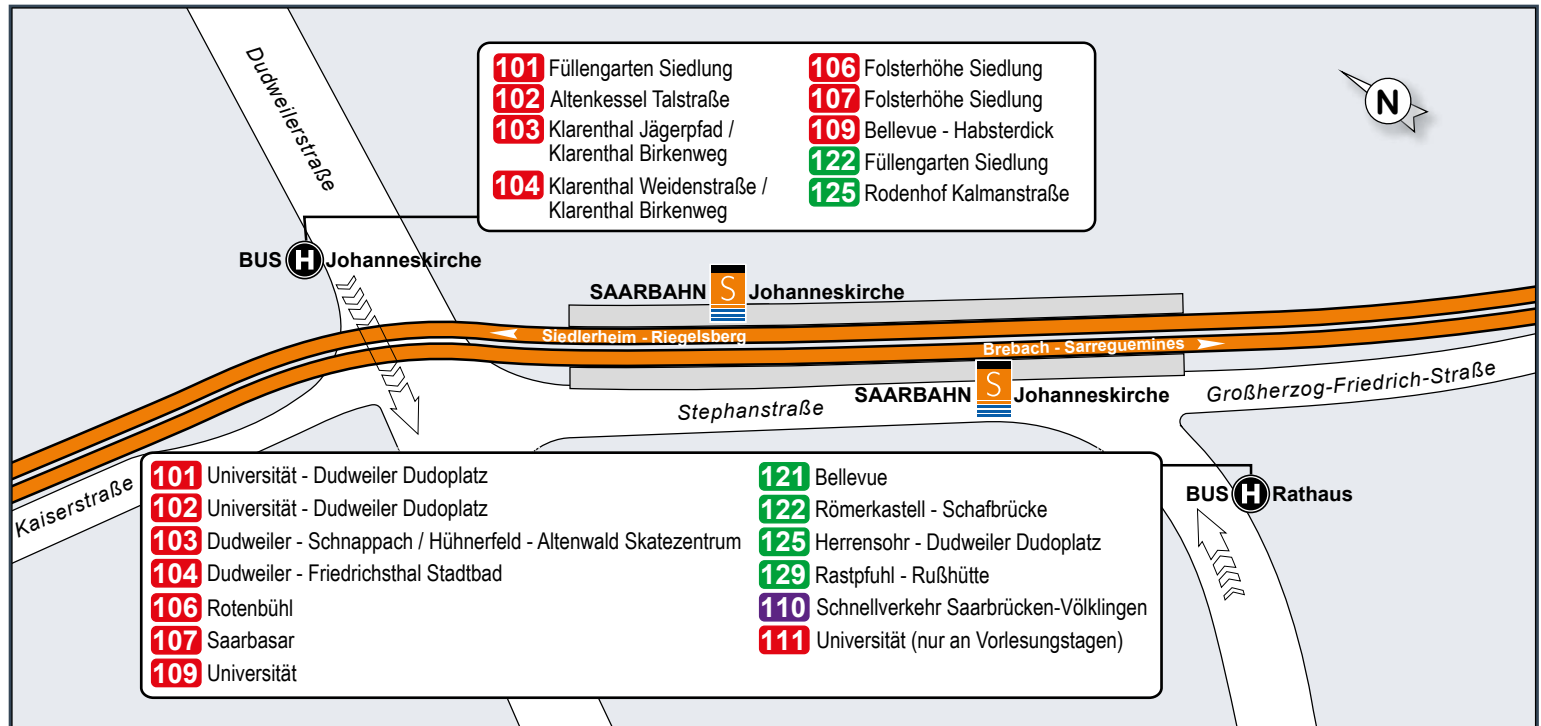 Dudweilerstraße
101 Füllengarten Siedlung
102 Altenkessel Talstraße
103 Klarenthal Jägerpfad /
Klarenthal Birkenweg
104 Klarenthal Weidenstraße /
Klarenthal Birkenweg
106 Folsterhöhe Siedlung
107 Folsterhöhe Siedlung
109 Bellevue - Habsterdick
122 Füllengarten Siedlung
125 Rodenhof Kalmanstraße
N
BUS H Johanneskirche
SAARBAHN S Johanneskirche
Siedlerheim - Riegelsberg
Brebach - Sarreguemines
SAARBAHN S Johanneskirche
Stephanstraße
Großherzog-Friedrich-Straße
Kaiserstraße
101 Universität - Dudweiler Dudoplatz
102 Universität - Dudweiler Dudoplatz
103 Dudweiler - Schnappach / Hühnerfeld - Altenwald Skatezentrum
104 Dudweiler - Friedrichsthal Stadtbad
106 Rotenbühl
107 Saarbasar
109 Universität
121 Bellevue
122 Römerkastell - Schafbrücke
125 Herrensohr - Dudweiler Dudoplatz
129 Rastpfuhl - Rußhütte
110 Schnellverkehr Saarbrücken-Völklingen
111 Universität (nur an Vorlesungstagen)
BUS H Rathaus